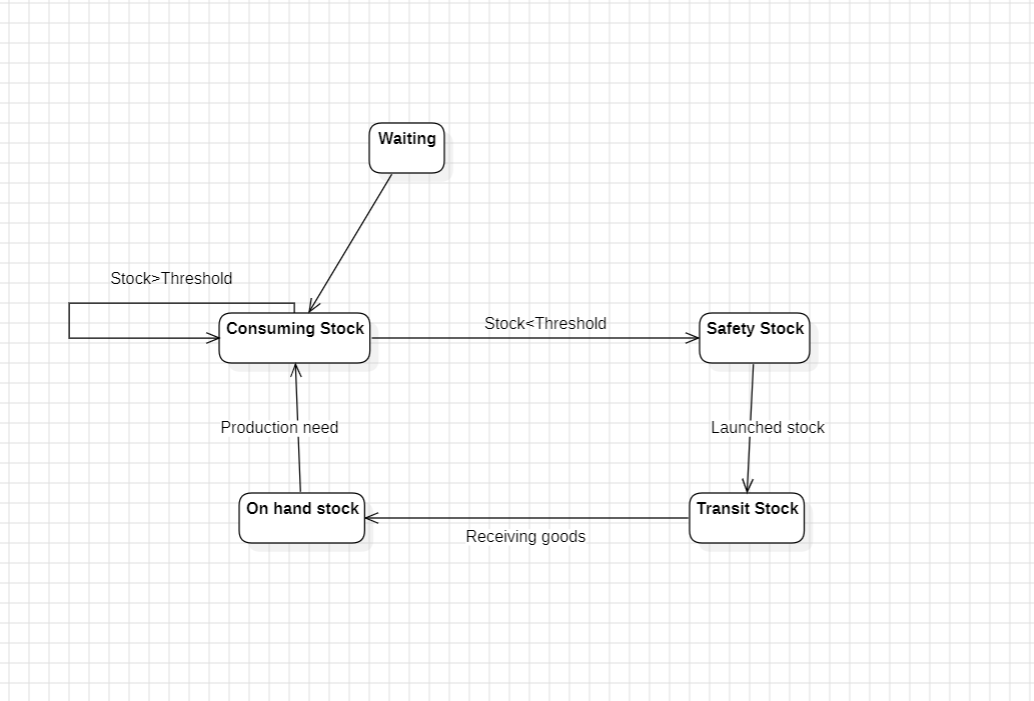 Waiting
Stock>Threshold
Consuming Stock
Stock<Threshold
Safety Stock
Production need
Launched stock
On hand stock
Receiving goods
Transit Stock